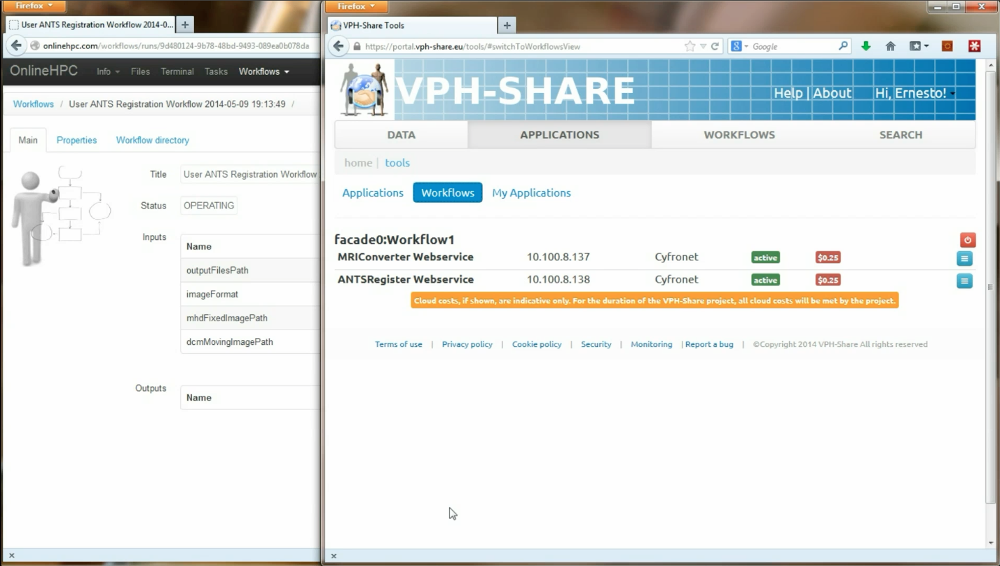 Firefox
User ANTS Registration Workflow 2014-0...
onlinehpc.com/workflows/runs/9d480124-9b78-48bd-9493-089ea0b078da
OnlineHPC Info Files Terminal Tasks Workflows
Workflows / User ANTS Registration Workflow 2014-05-09 19:13:49 /
Main Properties Workflow directory
Title User ANTS Registration Workflow
Status OPERATING
Inputs
Name
outputFilesPath
imageFormat
mhdFixedImagePath
dcmMovingImagePath
Outputs
Name
Firefox
VPH-Share Tools
https://portal.vph-share.eu/tools/#switchToWorkflowsView
Google
VPH-SHARE
Help | About Hi, Ernesto!
DATA APPLICATIONS WORKFLOWS SEARCH
home | tools
Applications Workflows My Applications
facade0:Workflow1
MRIConverter Webservice 10.100.8.137 Cyfronet active $0.25
ANTSRegister Webservice 10.100.8.138 Cyfronet active $0.25
Cloud costs, if shown, are indicative only. For the duration of the VPH-Share project, all cloud costs will be met by the project.
Terms of use | Privacy policy | Cookie policy | Security | Monitoring | Report a bug | ©Copyright 2014 VPH-Share All rights reserved